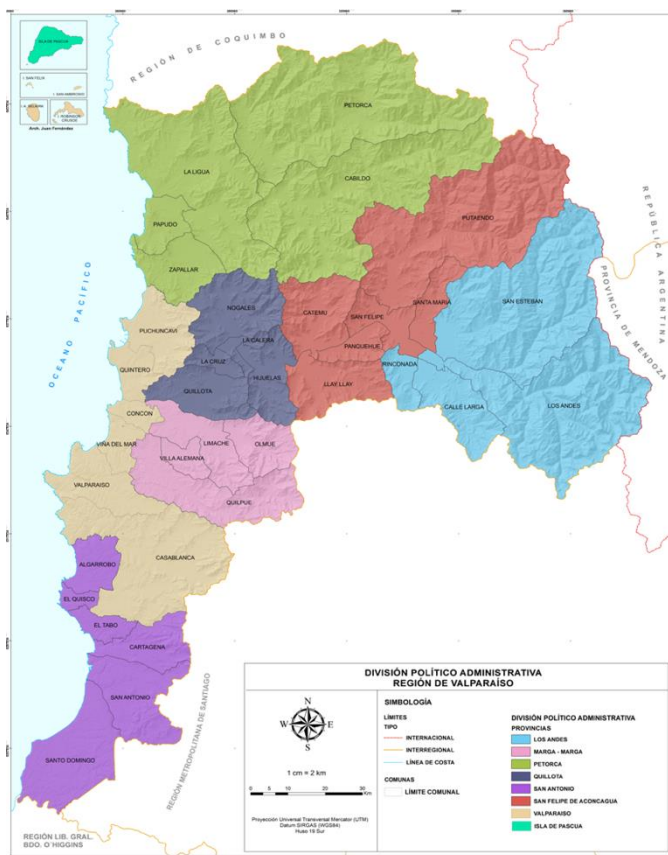 ISLA DE PASCUA
I. SAN FELIX
I. SAN AMBROSIO
I. ROBINSON
CRUSOE
Arch. Juan Fernández
REGIÓN DE COQUIMBO
PETORCA
LA LIGUA
CABILDO
PAPUDO
PUTAENDO
ZAPALLAR
REPÚBLICA ARGENTINA
PROVINCIA DE MENDOZA
OCEANO PACÍFICO
NOGALES
CATEMU
SANTA MARIA
SAN ESTEBAN
SAN FELIPE
PUCHUNCAVI
LA CALERA
PANQUEHUE
LA CRUZ
RINCONADA
QUINTERO
HIJUELAS
QUILLOTA
LLAY LLAY
LOS ANDES
CALLE LARGA
CONCON
VIÑA DEL MAR
LIMACHE
OLMUE
VILLA ALEMANA
VALPARAISO
QUILPUE
CASABLANCA
ALGARROBO
EL QUISCO
EL TABO
CARTAGENA
SAN ANTONIO
SANTO DOMINGO
REGIÓN METROPOLITANA DE SANTIAGO
REGIÓN LIB. GRAL.
BDO. O´HIGGINS
DIVISIÓN POLÍTICO ADMINISTRATIVA
REGIÓN DE VALPARAÍSO
N
W E
S
1 cm = 2 km
0 5 10 20 30
Km
Proyección Universal Transversal Mercator (UTM)
Datum SIRGAS (WGS84)
Huso 19 Sur
SIMBOLOGÍA
LÍMITES
TIPO
INTERNACIONAL
INTERREGIONAL
LÍNEA DE COSTA
COMUNAS
LÍMITE COMUNAL
DIVISIÓN POLÍTICO ADMINISTRATIVA
PROVINCIAS
LOS ANDES
MARGA - MARGA
PETORCA
QUILLOTA
SAN ANTONIO
SAN FELIPE DE ACONCAGUA
VALPARAISO
ISLA DE PASCUA